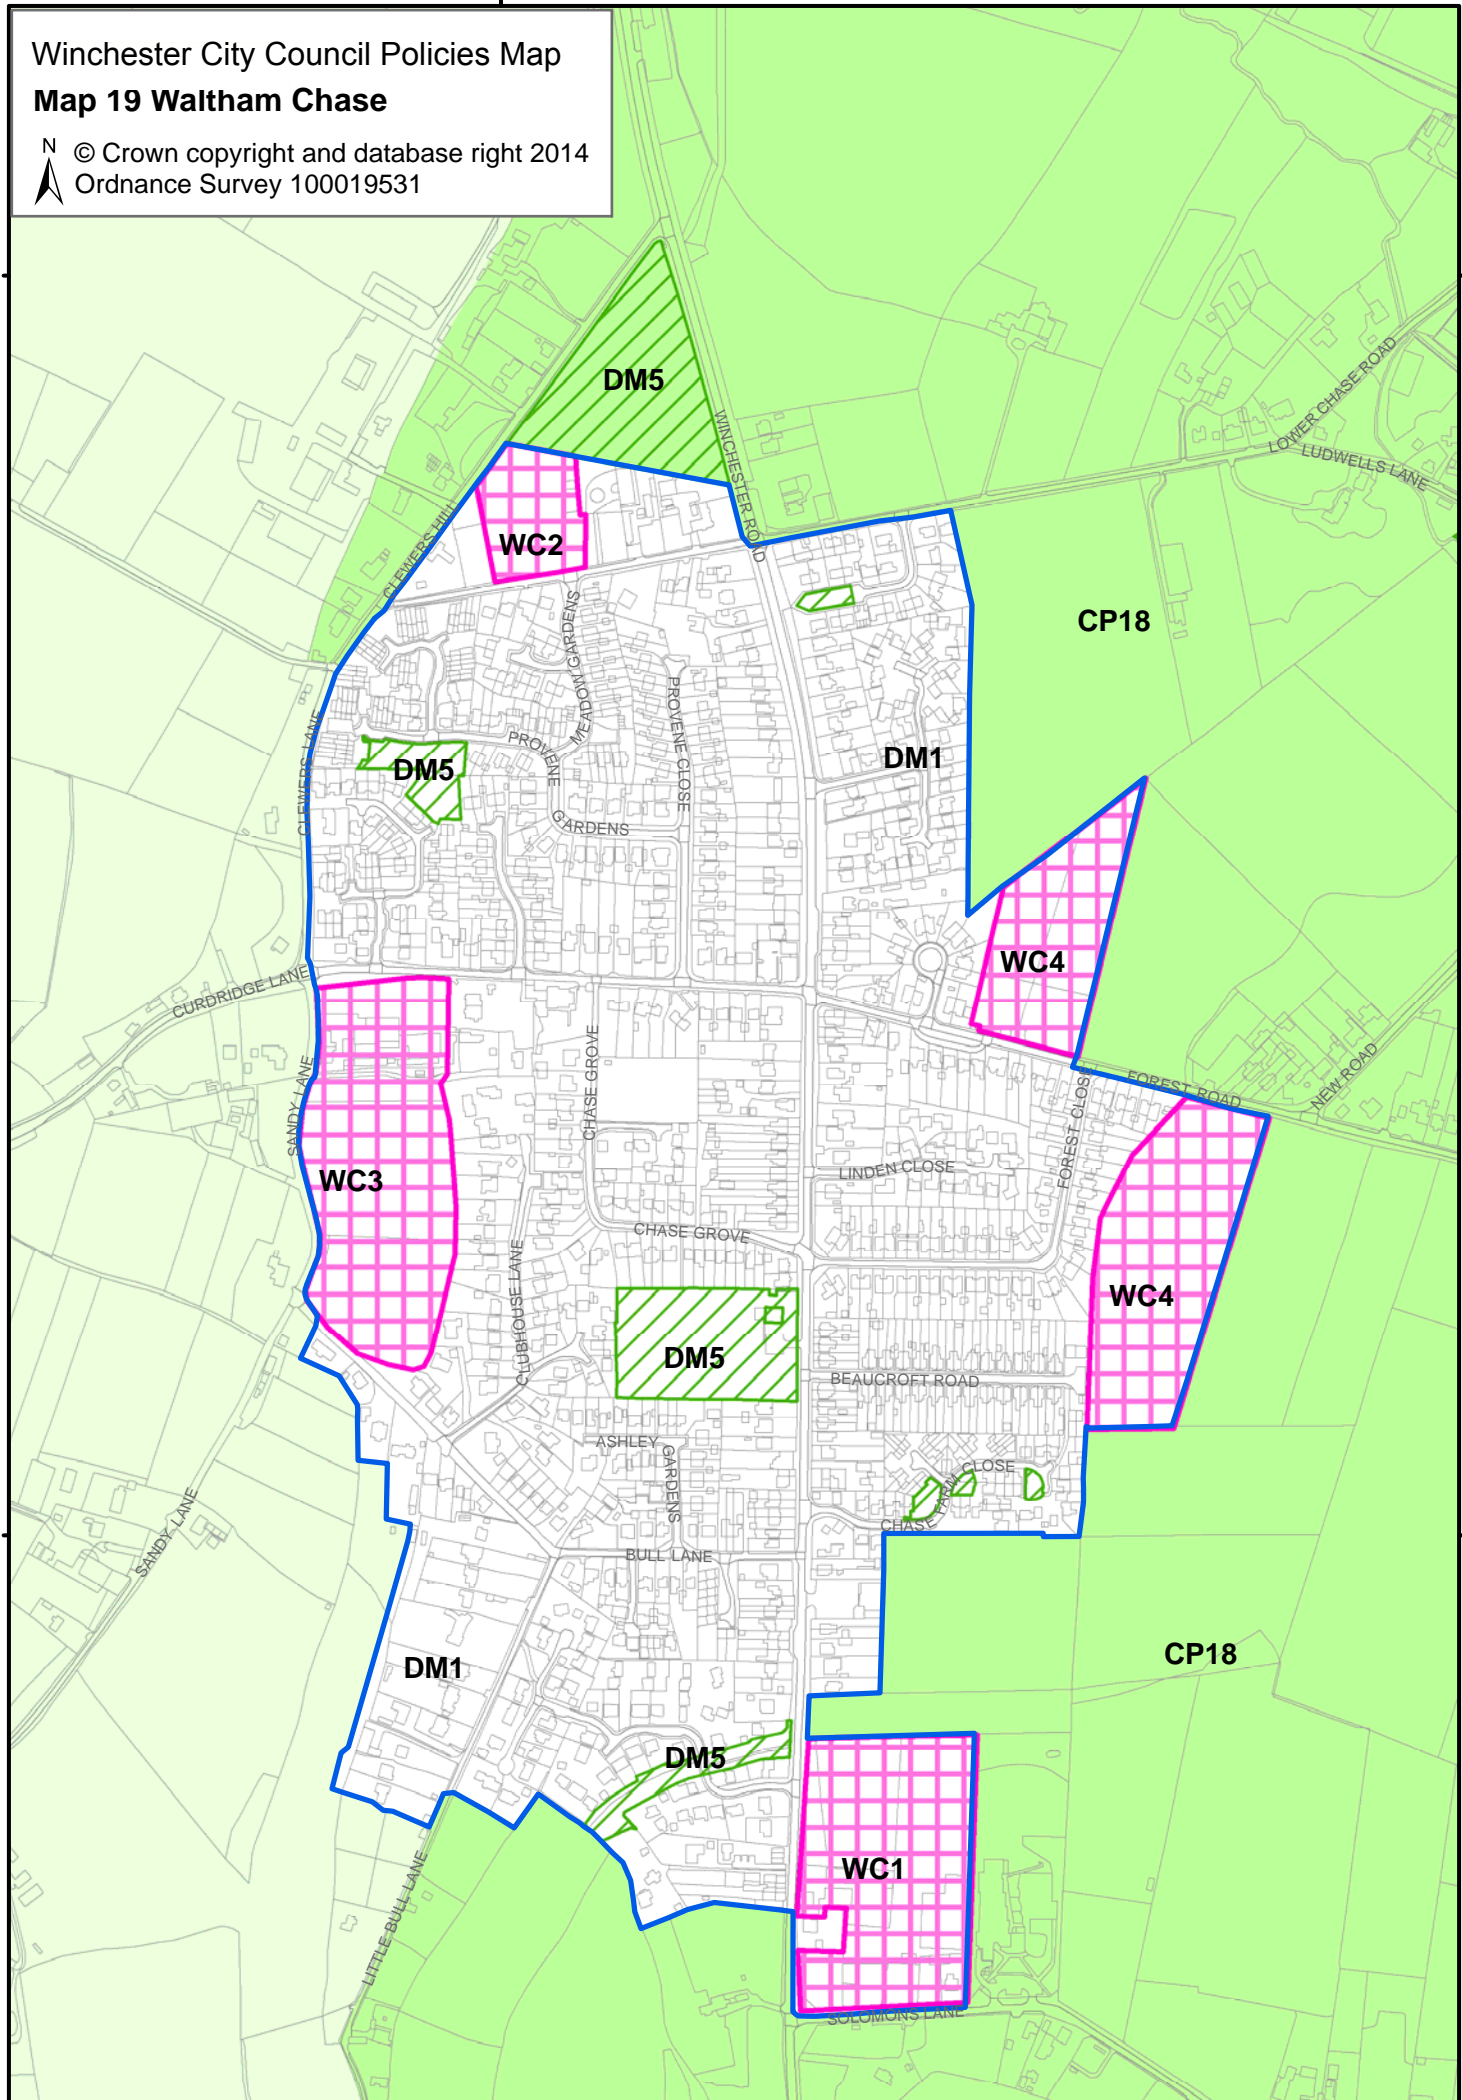 Winchester City Council Policies Map
Map 19 Waltham Chase
N
© Crown copyright and database right 2014
Ordnance Survey 100019531
DM5
WINCHESTER ROAD
LOWER CHASE ROAD
LUDWELLS LANE
CLEWERS HILL
WC2
CP18
MEADOW GARDENS
PROVENE CLOSE
CLEWERS LANE
DM5
PROVENE
GARDENS
DM1
WC4
CURDRIDGE LANE
SANDY LANE
CHASE GROVE
FOREST CLOSE
FOREST ROAD
NEW ROAD
WC3
LINDEN CLOSE
CHASE GROVE
CLUBHOUSE LANE
WC4
DM5
BEAUCROFT ROAD
ASHLEY
GARDENS
CHASE FARM CLOSE
SANDY LANE
BULL LANE
DM1
CP18
DM5
WC1
LITTLE BULL LANE
SOLOMONS LANE